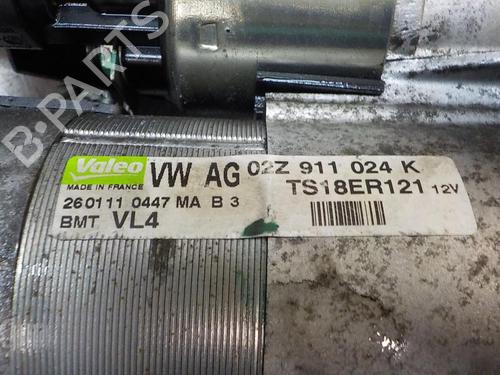 B-PARTS
Valeo VW AG 02Z 911 024 K
MADE IN FRANCE TS18ER121 12V
260111 0447 MA B 3
BMT VL4